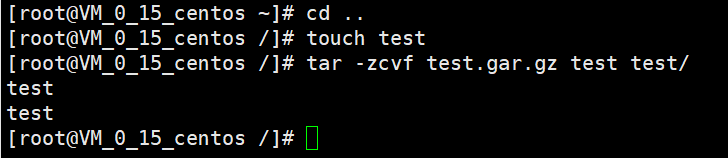 [root@VM_0_15_centos ~]# cd ..
[root@VM_0_15_centos /]# touch test
[root@VM_0_15_centos /]# tar -zcvf test.gar.gz test test/
test
test
[root@VM_0_15_centos /]#